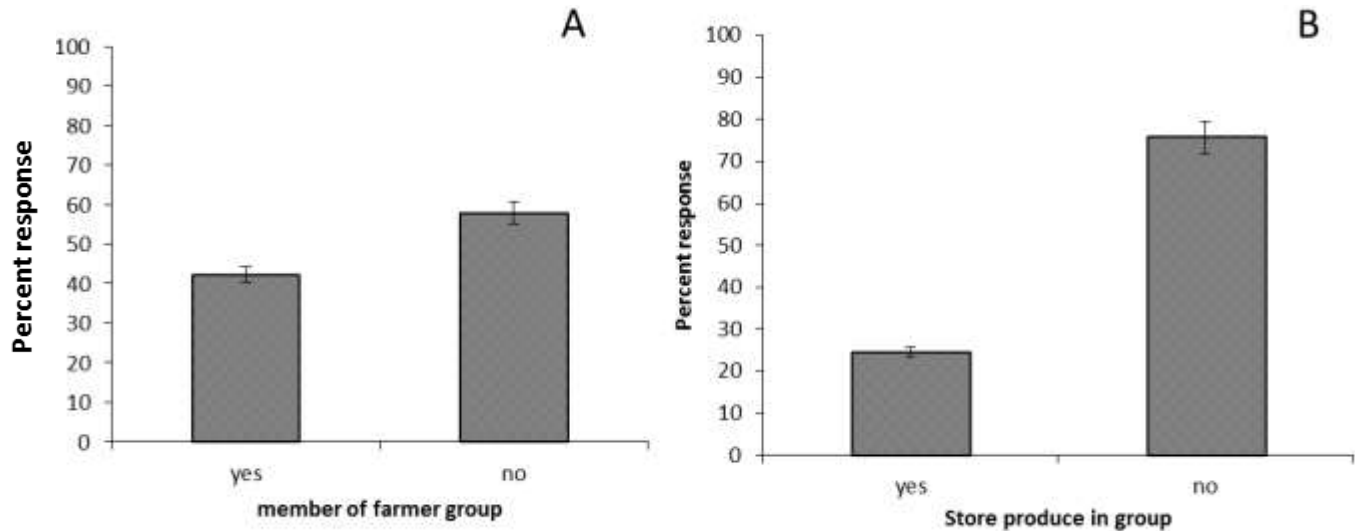 A
Percent response
100
90
80
70
60
50
40
30
20
10
0
yes no
member of farmer group
B
Percent response
100
90
80
70
60
50
40
30
20
10
0
yes no
Store produce in group